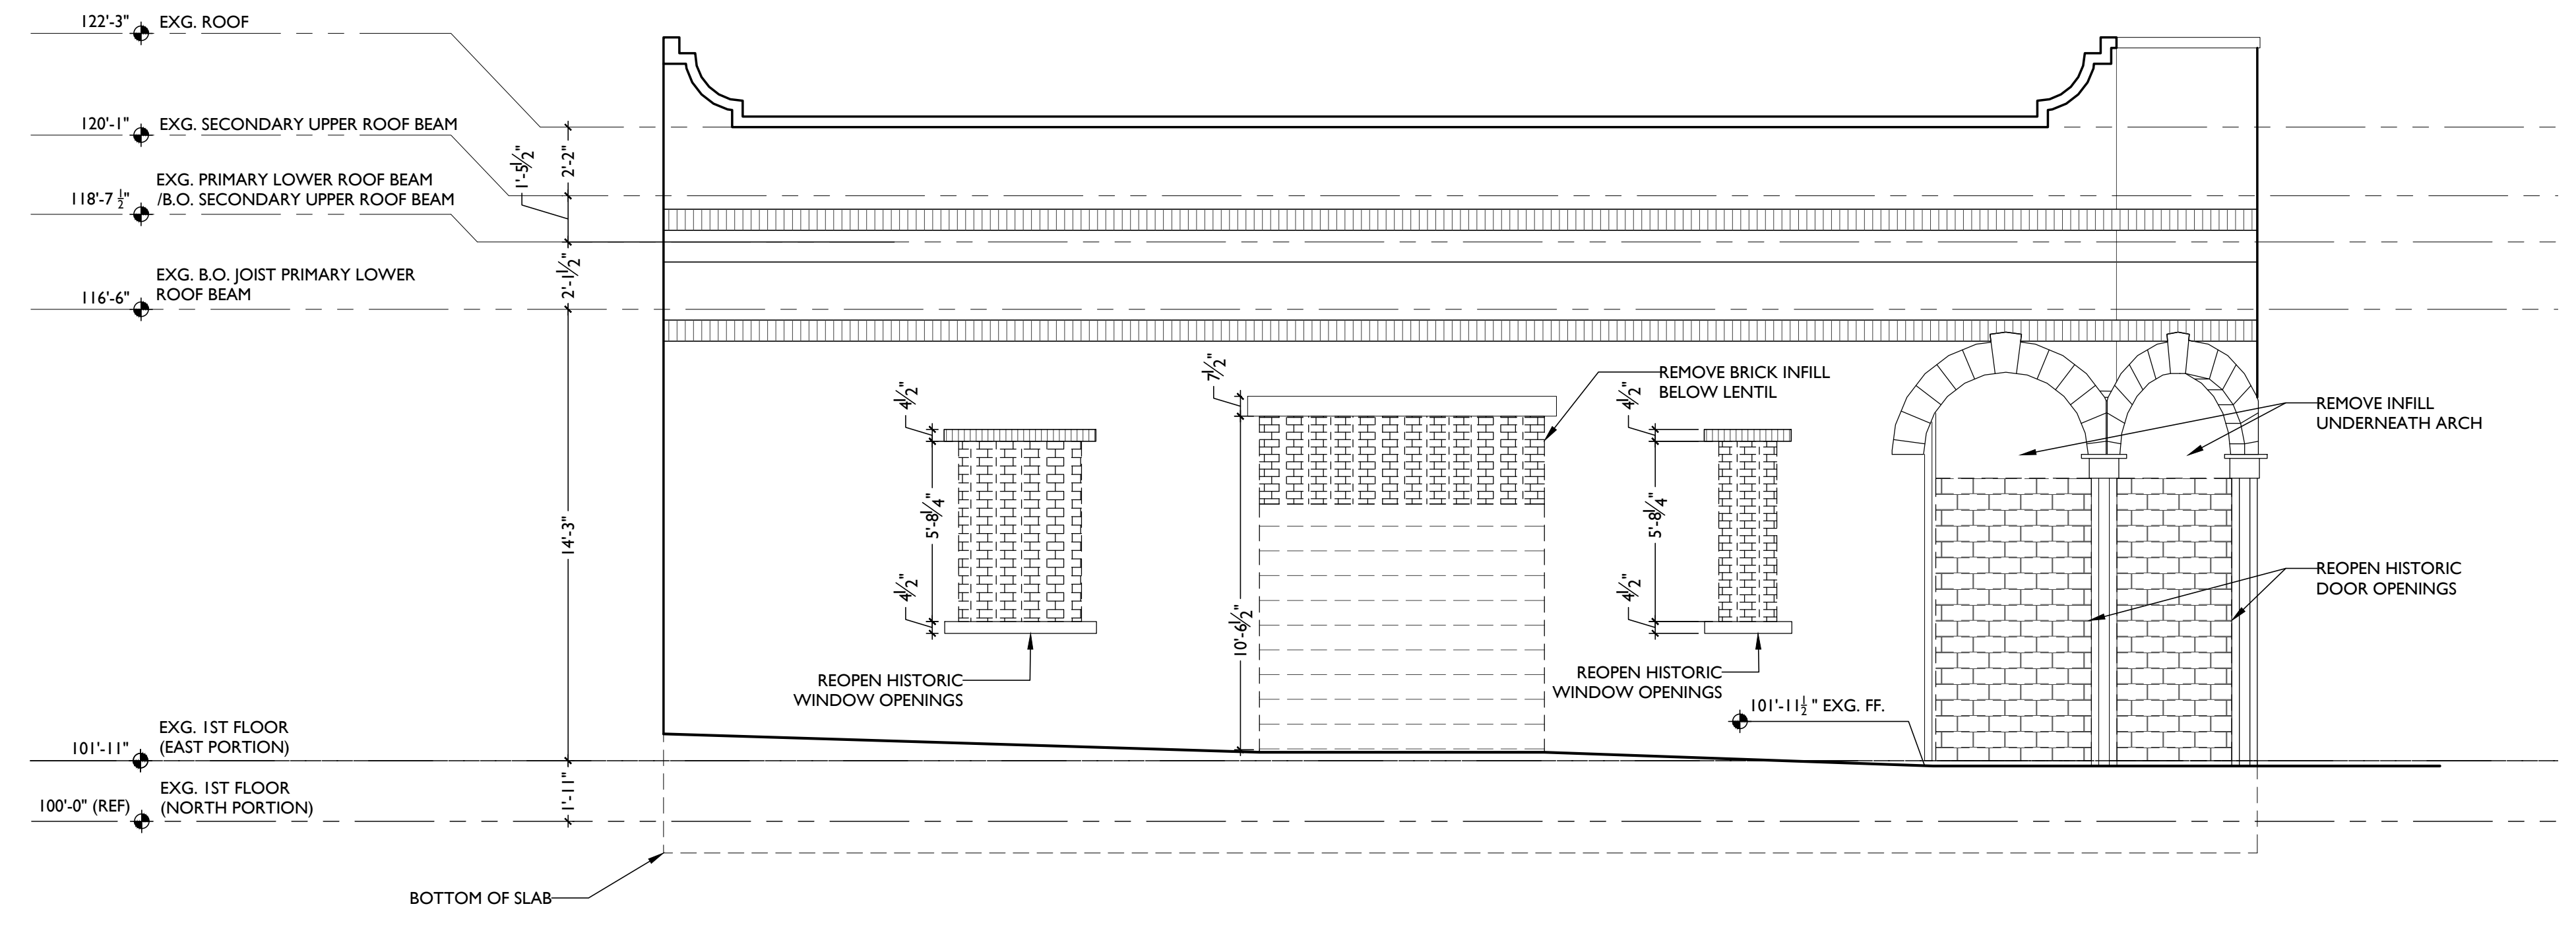 122'-3" EXG. ROOF
120'-1" EXG. SECONDARY UPPER ROOF BEAM
118'-7 1/2" EXG. PRIMARY LOWER ROOF BEAM
/B.O. SECONDARY UPPER ROOF BEAM
116'-6" EXG. B.O. JOIST PRIMARY LOWER
ROOF BEAM
1'-5 1/2"
2'-2"
2'-1 1/2"
14'-3"
1'-11"
4 1/2"
5'-8 1/4"
4 1/2"
REOPEN HISTORIC
WINDOW OPENINGS
7 1/2"
10'-6 1/2"
REMOVE BRICK INFILL
BELOW LENTIL
4 1/2"
5'-8 1/4"
4 1/2"
REOPEN HISTORIC
WINDOW OPENINGS
101'-11 1/2" EXG. FF.
REMOVE INFILL
UNDERNEATH ARCH
REOPEN HISTORIC
DOOR OPENINGS
EXG. 1ST FLOOR
101'-11" (EAST PORTION)
EXG. 1ST FLOOR
100'-0" (REF) (NORTH PORTION)
BOTTOM OF SLAB